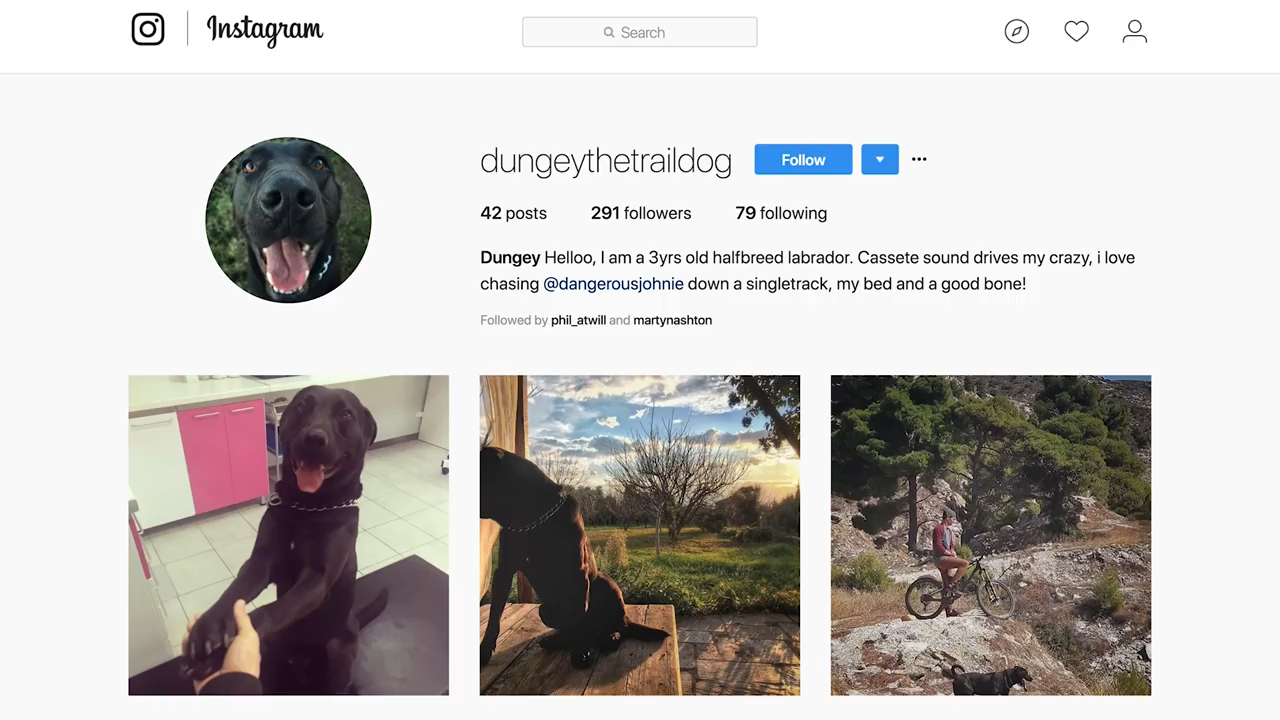 Instagram
Search
dungeythetraildog
Follow
42 posts
291 followers
79 following
Dungey Helloo, I am a 3yrs old halfbreed labrador. Cassete sound drives my crazy, i love
chasing @dangerousjohnie down a singletrack, my bed and a good bone!
Followed by phil_atwill and martynashton